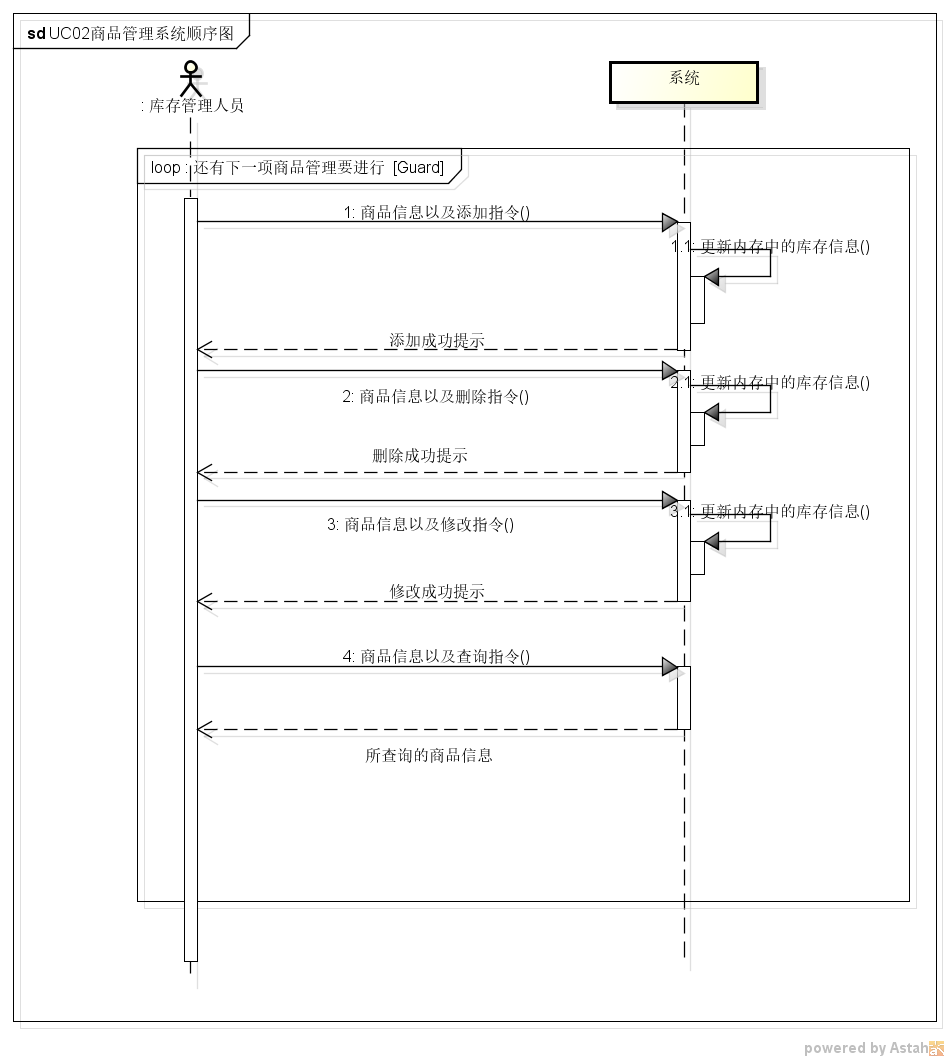 sd UC02商品管理系统顺序图
: 库存管理人员
系统
loop : 还有下一项商品管理要进行 [Guard]
1: 商品信息以及添加指令()
1.1: 更新内存中的库存信息()
添加成功提示
2.1: 更新内存中的库存信息()
2: 商品信息以及删除指令()
删除成功提示
3.1: 更新内存中的库存信息()
3: 商品信息以及修改指令()
修改成功提示
4: 商品信息以及查询指令()
所查询的商品信息
powered by Astah